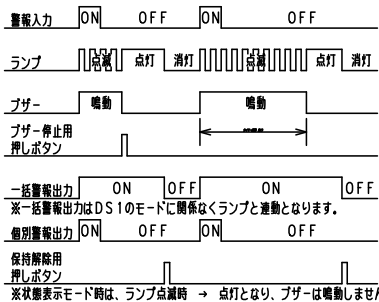 警報入力 ON OFF ON OFF
ランプ 点滅 点灯 消灯 点滅 点灯 消灯
ブザー 鳴動 鳴動
ブザー停止用
押しボタン
一括警報出力 ON OFF ON OFF
※一括警報出力はDS1のモードに関係なくランプと連動となります。
個別警報出力 ON OFF ON OFF
保持解除用
押しボタン
※状態表示モード時は、ランプ点滅時 → 点灯となり、ブザーは鳴動しません